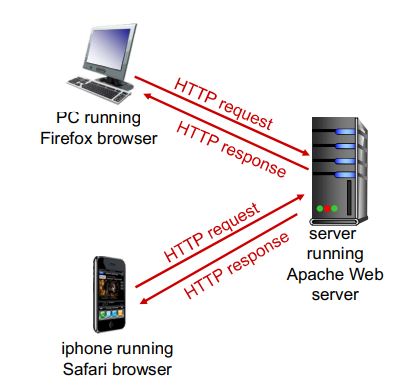 HTTP request
PC running
Firefox browser
HTTP response
server
running
Apache Web
server
HTTP request
HTTP response
iphone running
Safari browser